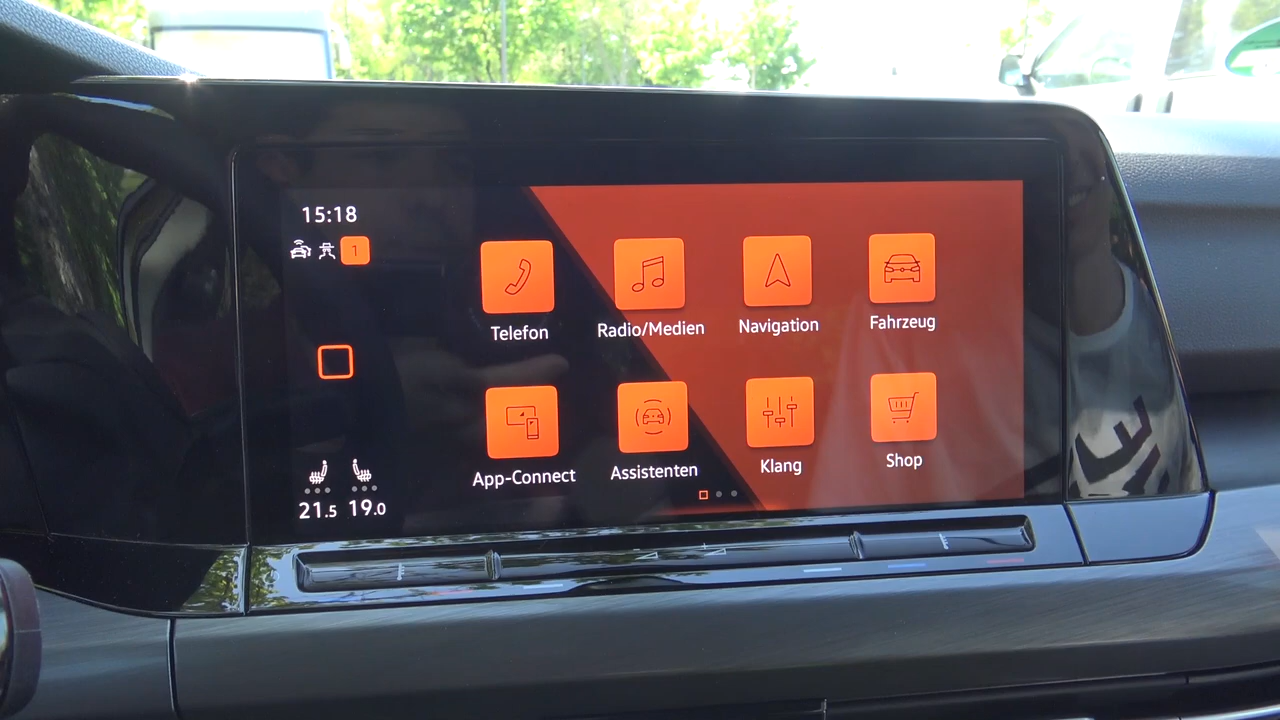 15:18
1
Telefon
Radio/Medien
Navigation
Fahrzeug
App-Connect
Assistenten
Klang
Shop
21.5 19.0